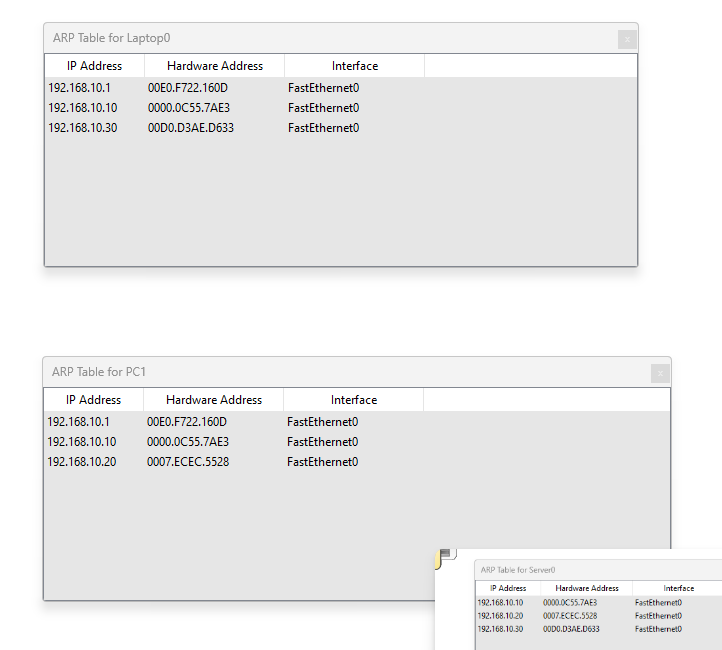 ARP Table for Laptop0
x
IP Address Hardware Address Interface
192.168.10.1 00E0.F722.160D FastEthernet0
192.168.10.10 0000.0C55.7AE3 FastEthernet0
192.168.10.30 00D0.D3AE.D633 FastEthernet0
ARP Table for PC1
x
IP Address Hardware Address Interface
192.168.10.1 00E0.F722.160D FastEthernet0
192.168.10.10 0000.0C55.7AE3 FastEthernet0
192.168.10.20 0007.ECEC.5528 FastEthernet0
ARP Table for Server0
IP Address Hardware Address Interface
192.168.10.10 0000.0C55.7AE3 FastEthernet0
192.168.10.20 0007.ECEC.5528 FastEthernet0
192.168.10.30 00D0.D3AE.D633 FastEthernet0